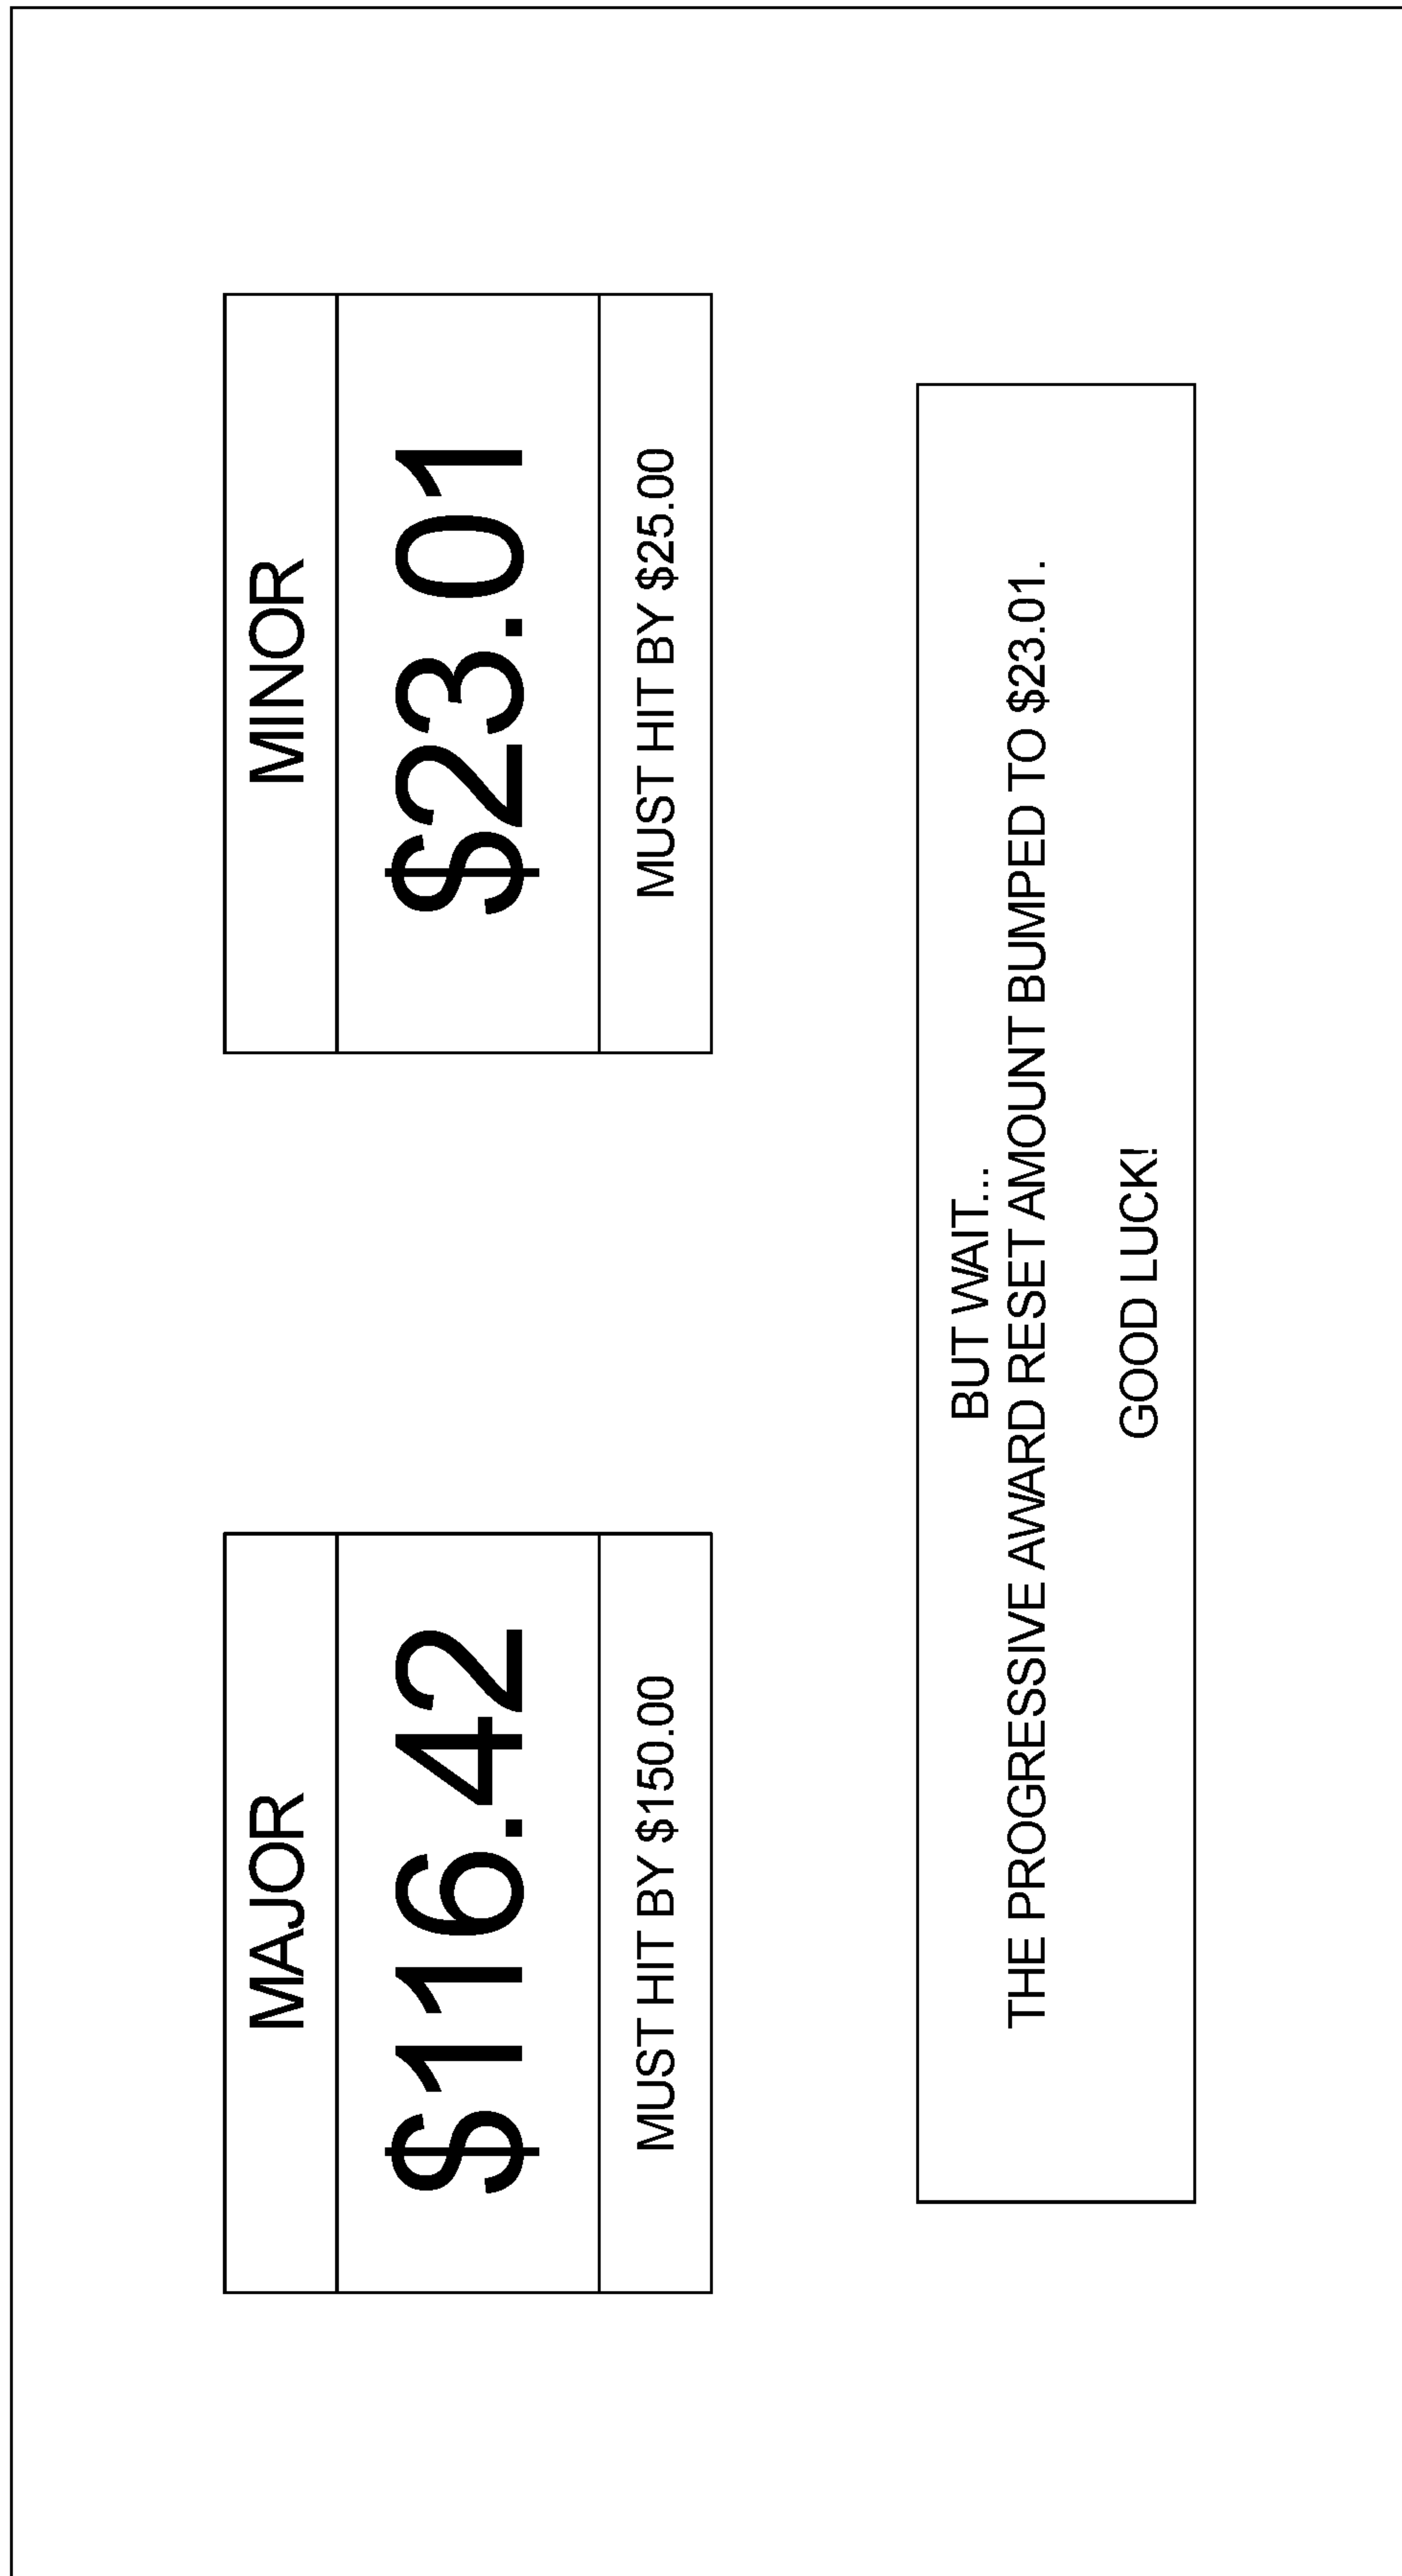 MAJOR
$116.42
MUST HIT BY $150.00
MINOR
$23.01
MUST HIT BY $25.00
BUT WAIT...
THE PROGRESSIVE AWARD RESET AMOUNT BUMPED TO $23.01.
GOOD LUCK!